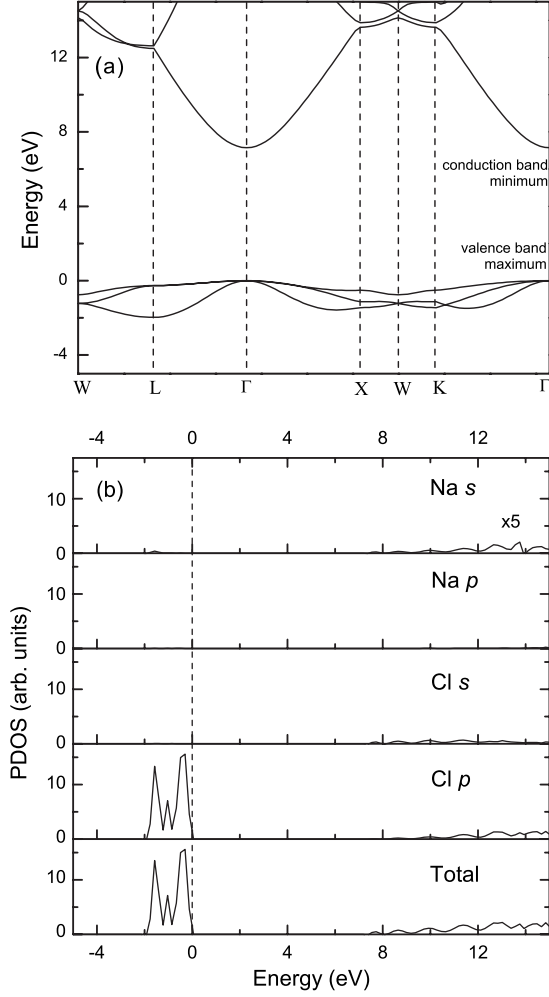 (a)
Energy (eV)
12
8
4
0
-4
conduction band
minimum
valence band
maximum
W L Γ X W K Γ
-4 0 4 8 12
(b)
PDOS (arb. units)
10
0
Na s
x5
10
0
Na p
10
0
Cl s
10
0
Cl p
10
0
Total
-4 0 4 8 12
Energy (eV)